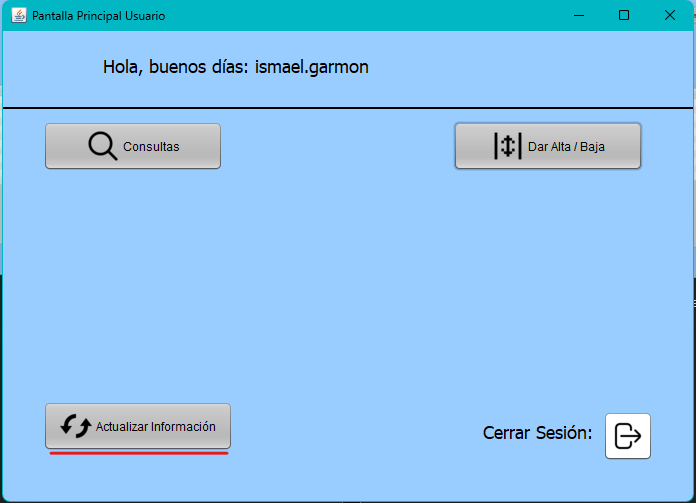 Pantalla Principal Usuario
Hola, buenos días: ismael.garmon
Consultas
Dar Alta / Baja
Actualizar Información
Cerrar Sesión: